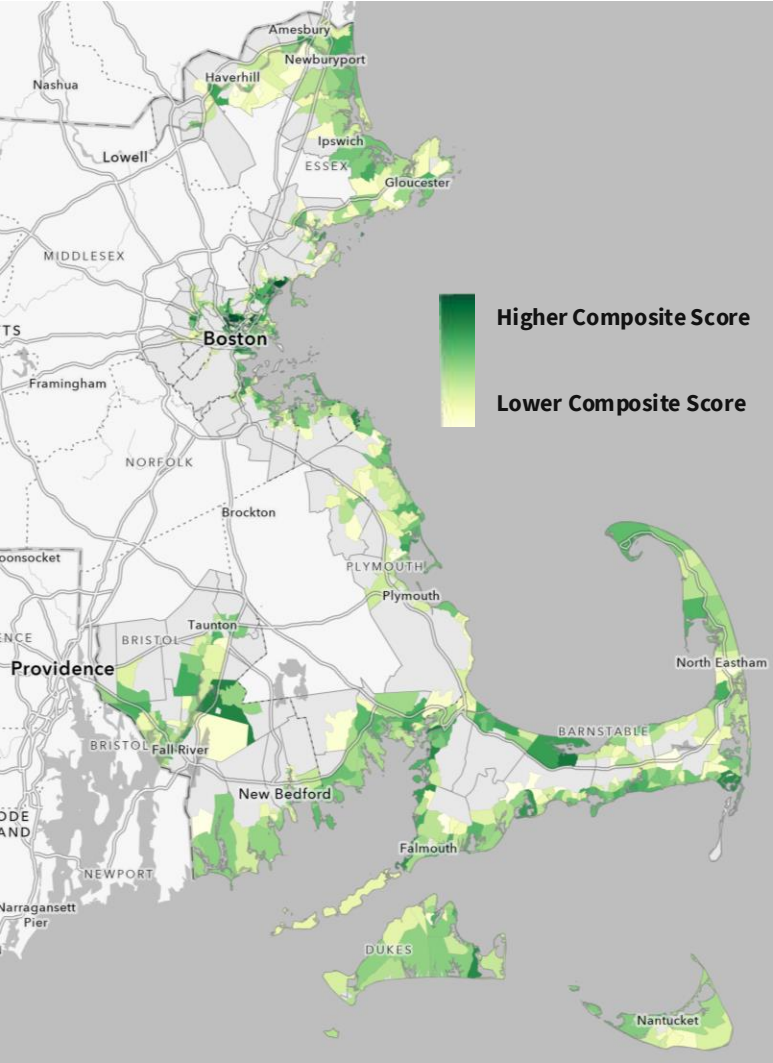 Amesbury
Newburyport
Haverhill
Nashua
Ipswich
Lowell
ESSEX
Gloucester
MIDDLESEX
Higher Composite Score
TS
Boston
Framingham
Lower Composite Score
NORFOLK
Brockton
oonsocket
PLYMOUTH
Plymouth
Taunton
ENCE
BRISTOL
Providence
North Eastham
BARNSTABLE
BRISTOL
Fall River
New Bedford
ODE
AND
Falmouth
NEWPORT
Narragansett
Pier
DUKES
Nantucket